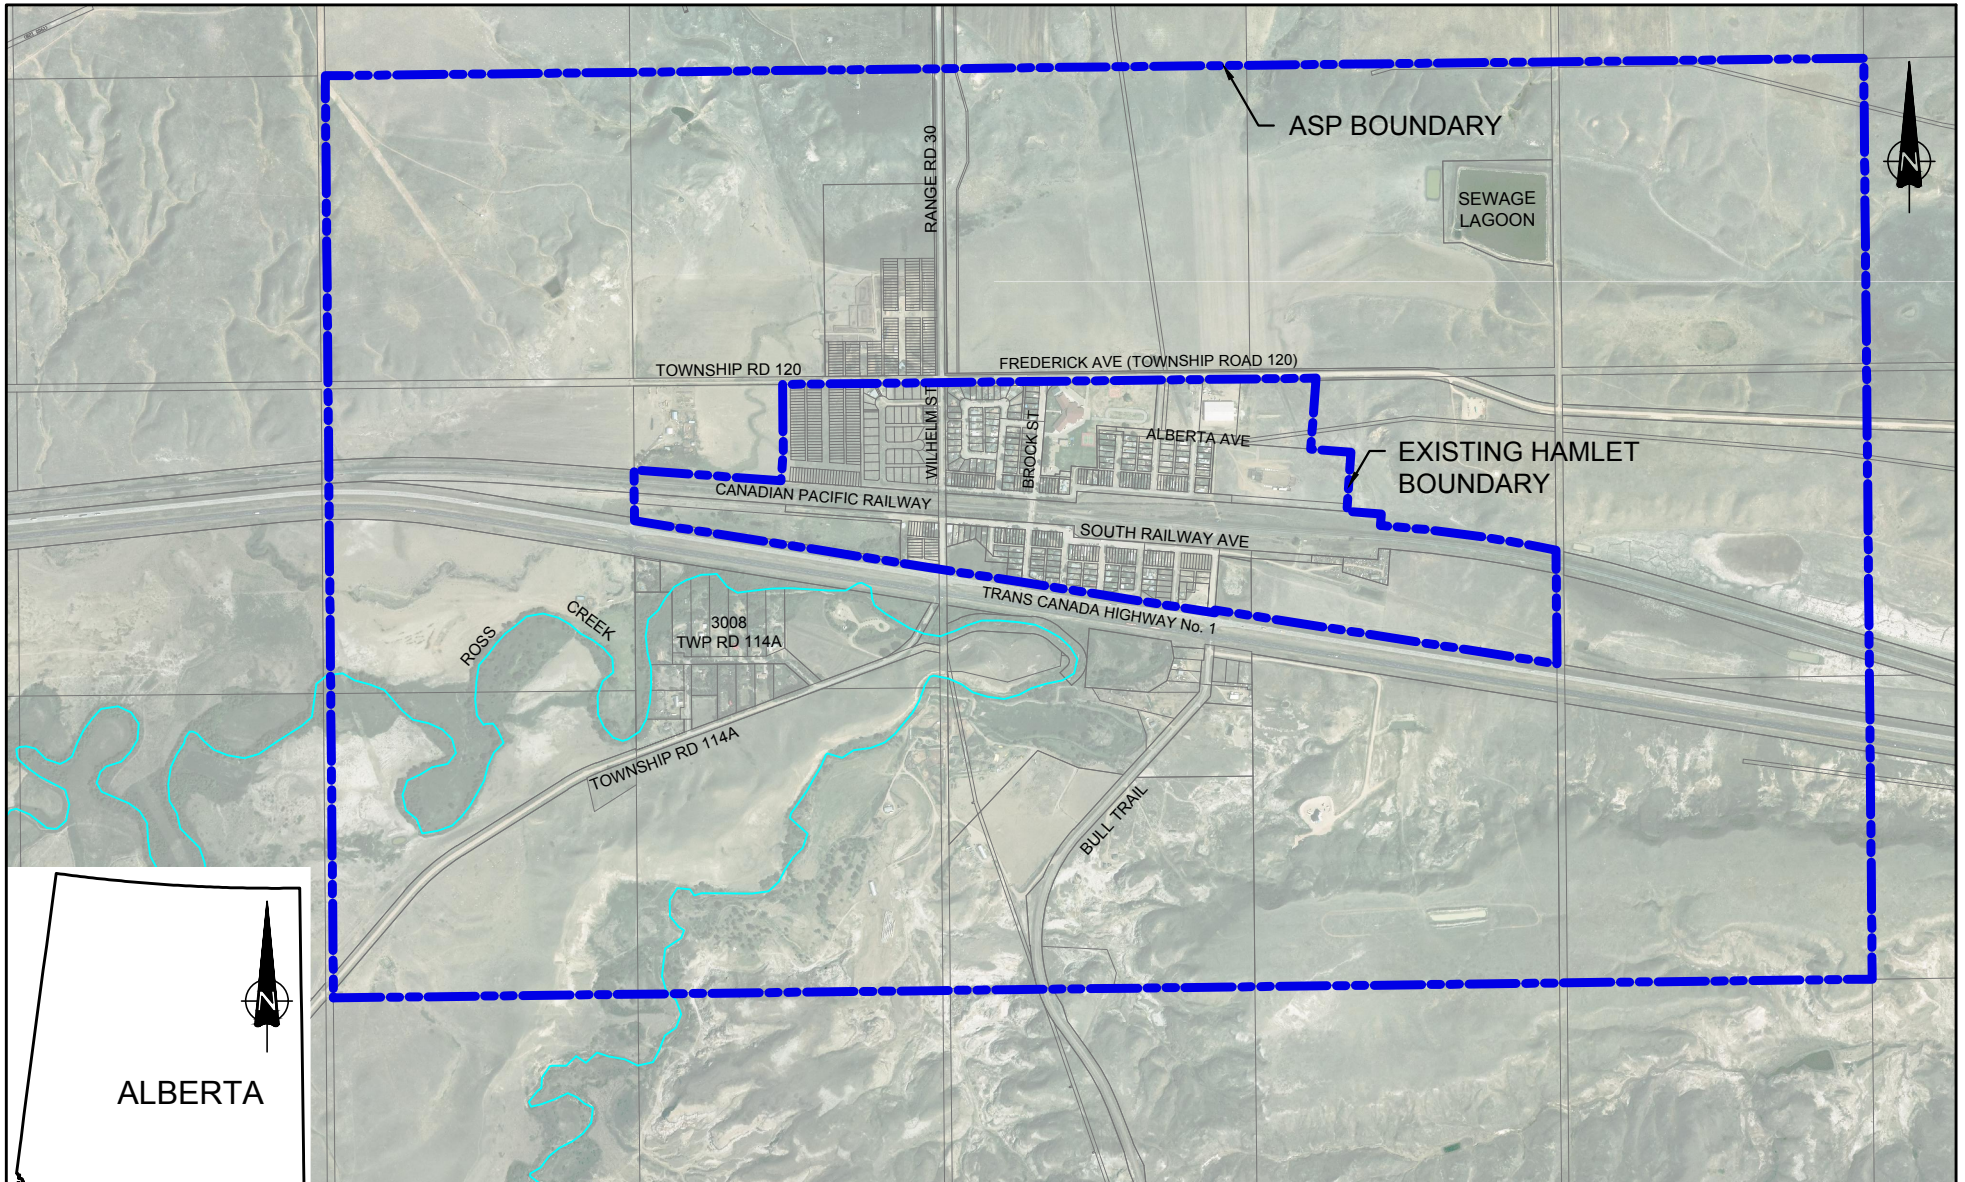 ASP BOUNDARY
N
RANGE RD 30
SEWAGE
LAGOON
TOWNSHIP RD 120
FREDERICK AVE (TOWNSHIP ROAD 120)
WILHELM ST
BROCK ST
ALBERTA AVE
EXISTING HAMLET
BOUNDARY
CANADIAN PACIFIC RAILWAY
SOUTH RAILWAY AVE
TRANS CANADA HIGHWAY No. 1
ROSS
CREEK
3008
TWP RD 114A
TOWNSHIP RD 114A
BULL TRAIL
N
ALBERTA